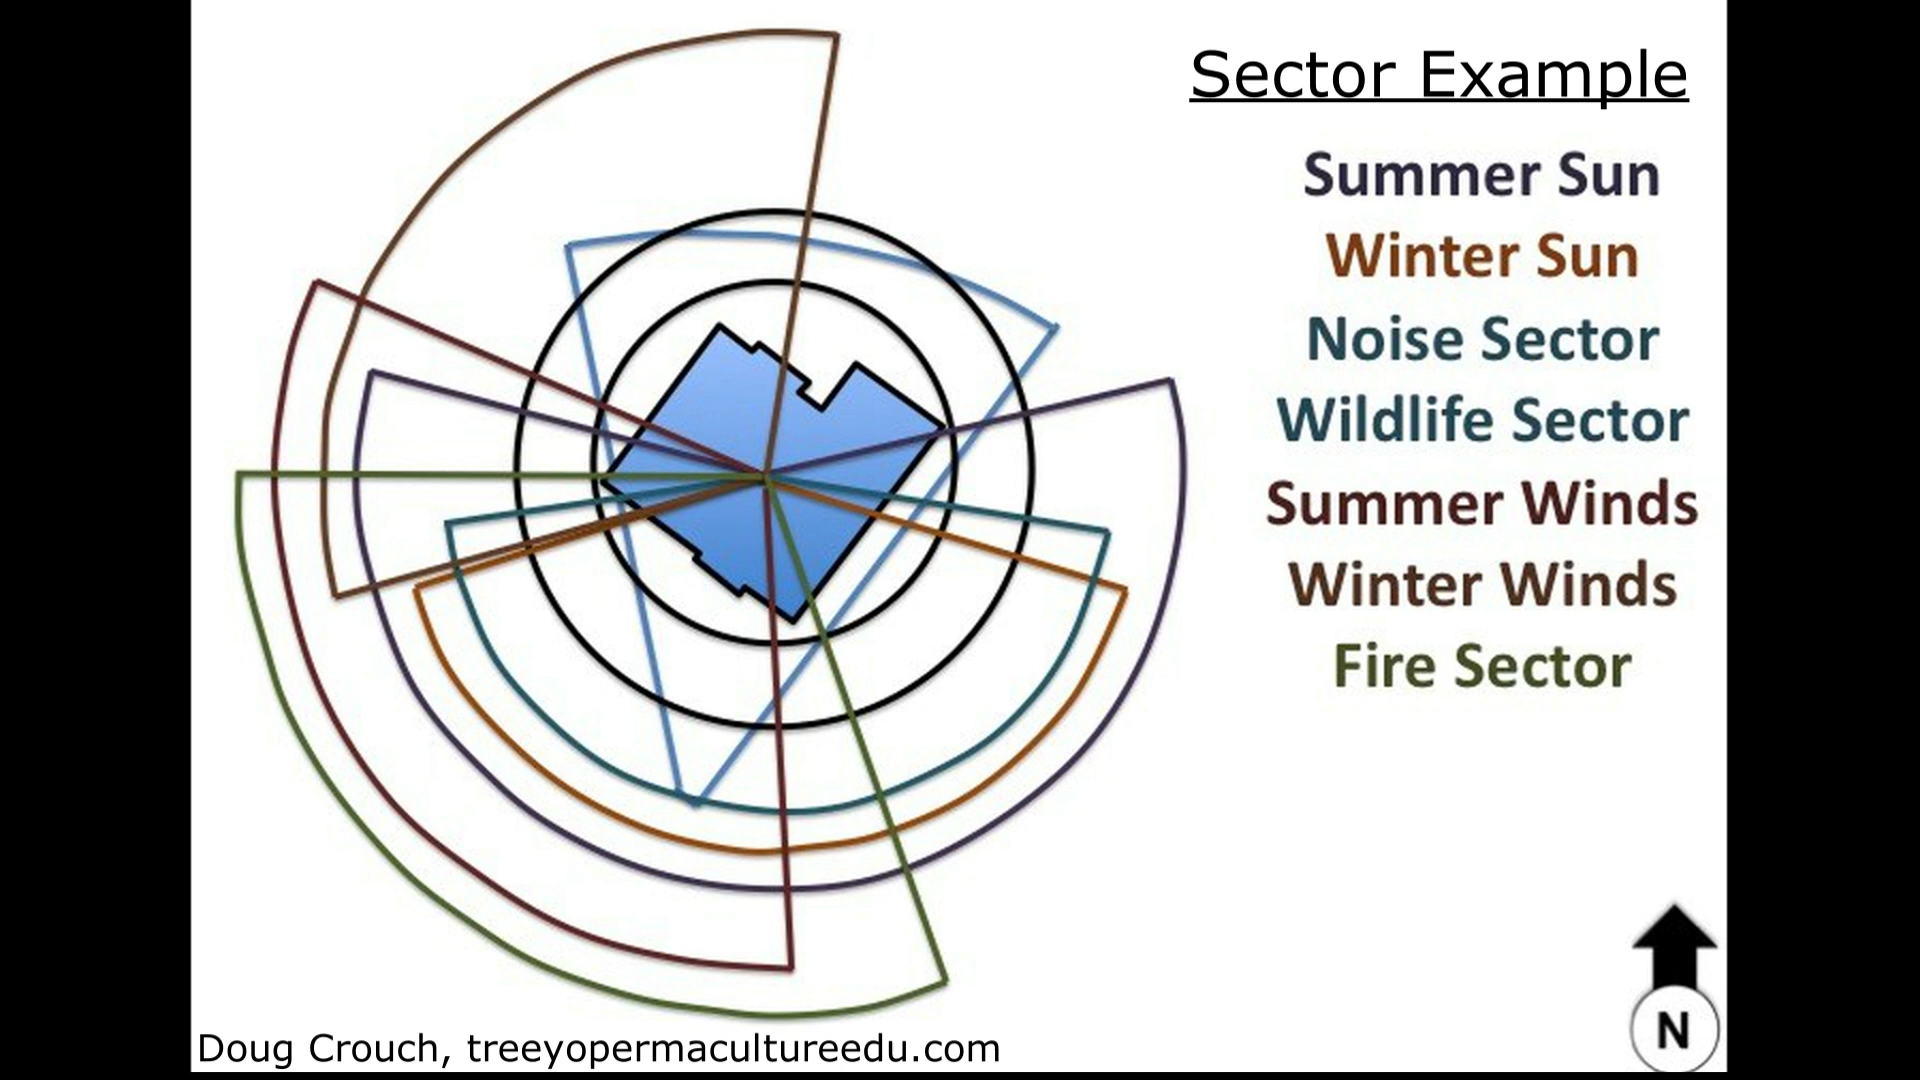 Sector Example
Summer Sun
Winter Sun
Noise Sector
Wildlife Sector
Summer Winds
Winter Winds
Fire Sector
N
Doug Crouch, treeyopermacultureedu.com